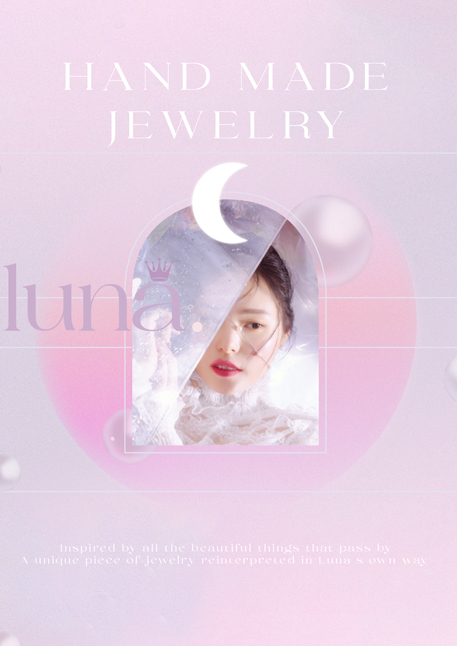 HAND MADE
JEWELRY
luna.
Inspired by all the beautiful things that pass by
A unique piece of jewelry reinterpreted in Luna's own way